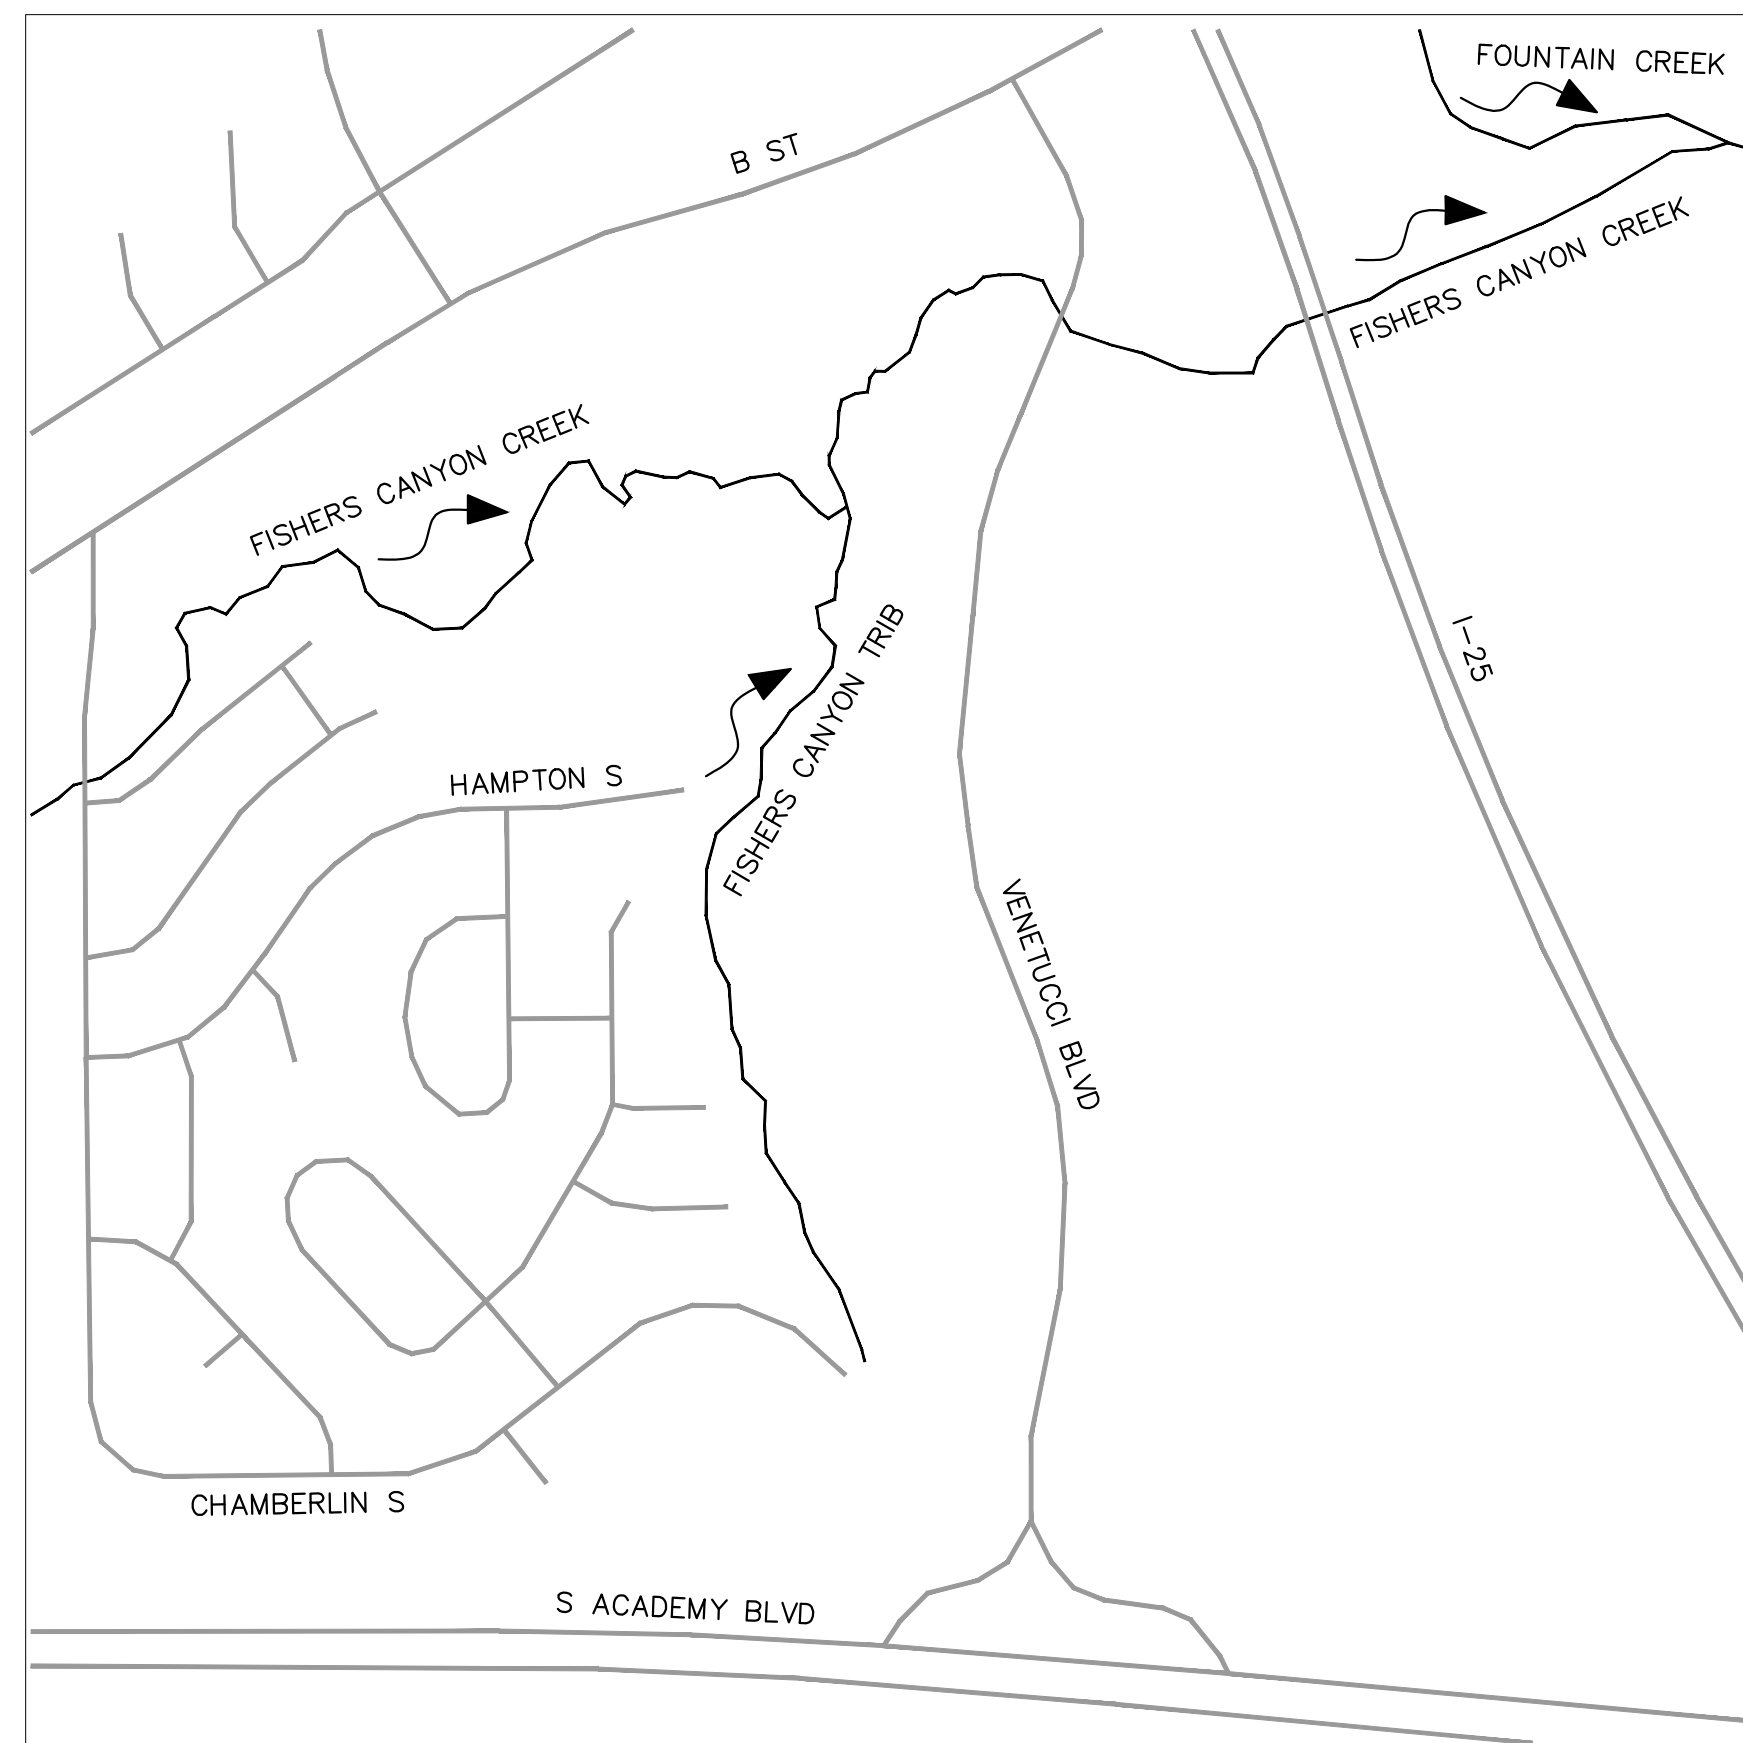 FOUNTAIN CREEK
B ST
FISHERS CANYON CREEK
FISHERS CANYON CREEK
I-25
FISHERS CANYON TRIB
HAMPTON S
VENETUCCI BLVD
CHAMBERLIN S
S ACADEMY BLVD